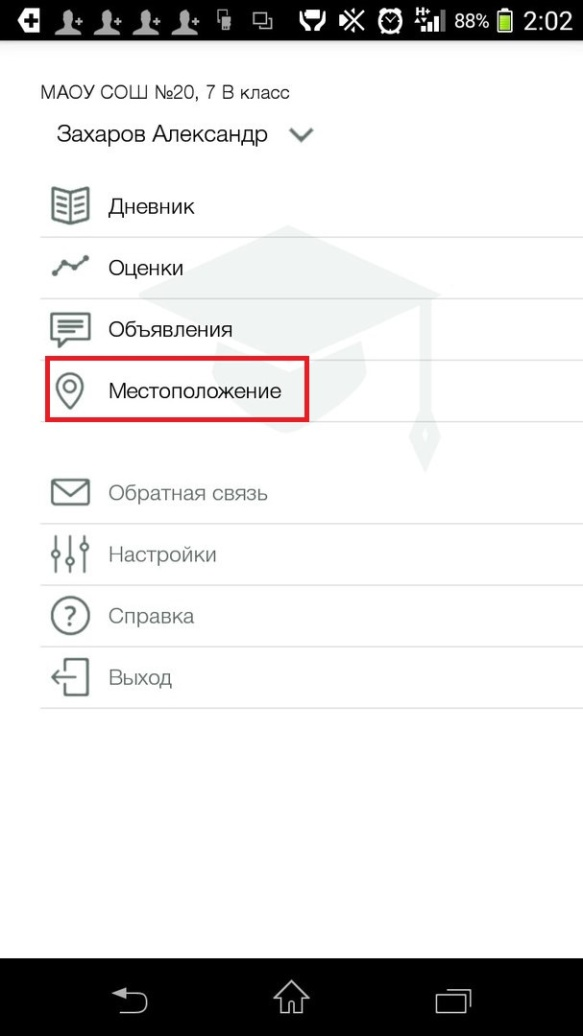 88% 2:02
МАОУ СОШ №20, 7 В класс
Захаров Александр
Дневник
Оценки
Объявления
Местоположение
Обратная связь
Настройки
Справка
Выход